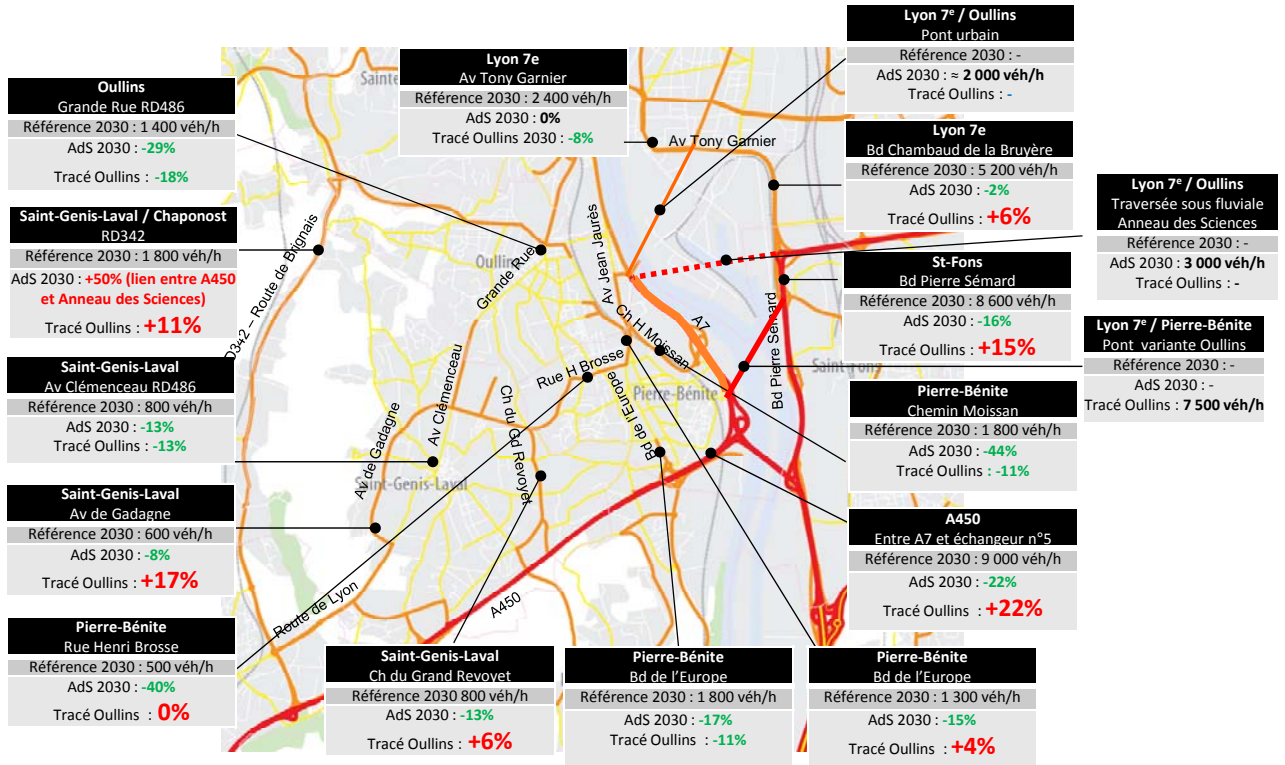 Lyon 7e / Oullins
Pont urbain
Référence 2030 : -
AdS 2030 : ≈ 2 000 véh/h
Tracé Oullins : -
Lyon 7e
Av Tony Garnier
Référence 2030 : 2 400 véh/h
AdS 2030 : 0%
Tracé Oullins 2030 : -8%
Oullins
Grande Rue RD486
Référence 2030 : 1 400 véh/h
AdS 2030 : -29%
Tracé Oullins : -18%
Lyon 7e
Bd Chambaud de la Bruyère
Référence 2030 : 5 200 véh/h
AdS 2030 : -2%
Tracé Oullins : +6%
Lyon 7e / Oullins
Traversée sous fluviale
Anneau des Sciences
Référence 2030 : -
AdS 2030 : 3 000 véh/h
Tracé Oullins : -
Saint-Genis-Laval / Chaponost
RD342
Référence 2030 : 1 800 véh/h
AdS 2030 : +50% (lien entre A450
et Anneau des Sciences)
Tracé Oullins : +11%
St-Fons
Bd Pierre Sémard
Référence 2030 : 8 600 véh/h
AdS 2030 : -16%
Tracé Oullins : +15%
Lyon 7e / Pierre-Bénite
Pont variante Oullins
Référence 2030 : -
AdS 2030 : -
Tracé Oullins : 7 500 véh/h
Saint-Genis-Laval
Av Clémenceau RD486
Référence 2030 : 800 véh/h
AdS 2030 : -13%
Tracé Oullins : -13%
Pierre-Bénite
Chemin Moissan
Référence 2030 : 1 800 véh/h
AdS 2030 : -44%
Tracé Oullins : -11%
Saint-Genis-Laval
Av de Gadagne
Référence 2030 : 600 véh/h
AdS 2030 : -8%
Tracé Oullins : +17%
A450
Entre A7 et échangeur n°5
Référence 2030 : 9 000 véh/h
AdS 2030 : -22%
Tracé Oullins : +22%
Pierre-Bénite
Rue Henri Brosse
Référence 2030 : 500 véh/h
AdS 2030 : -40%
Tracé Oullins : 0%
Saint-Genis-Laval
Ch du Grand Revoyet
Référence 2030 800 véh/h
AdS 2030 : -13%
Tracé Oullins : +6%
Pierre-Bénite
Bd de l'Europe
Référence 2030 : 1 800 véh/h
AdS 2030 : -17%
Tracé Oullins : -11%
Pierre-Bénite
Bd de l'Europe
Référence 2030 : 1 300 véh/h
AdS 2030 : -15%
Tracé Oullins : +4%
Av Tony Garnier
Av Jean Jaurès
Oullins
Grande Rue
Route de Brignais
Ch H Moissan
A7
Bd Pierre Sémard
Saint-Fons
Rue H Brosse
Pierre-Bénite
Bd de l'Europe
Av Clémenceau
Ch du Gd Revoyet
Av de Gadagne
Saint-Genis-Laval
Route de Lyon
A450